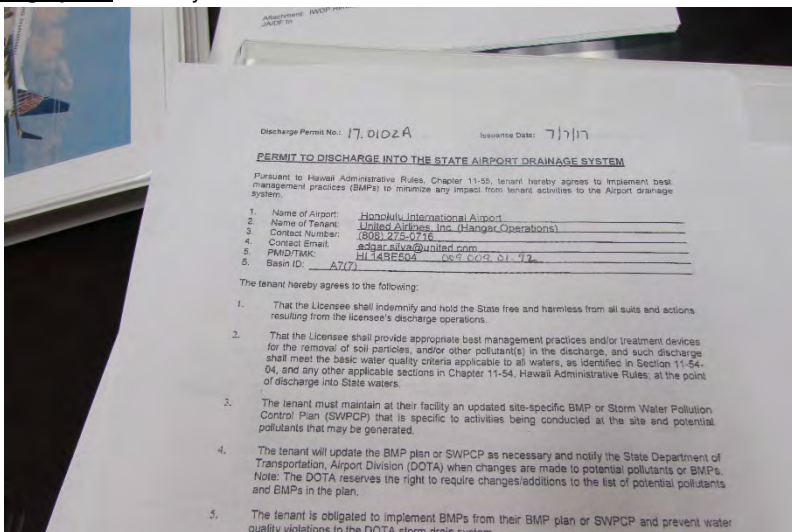 Attachment: IWDP
JA/DF:to
Discharge Permit No.: 17.0102A Issuance Date: 7/7/17
PERMIT TO DISCHARGE INTO THE STATE AIRPORT DRAINAGE SYSTEM
Pursuant to Hawaii Administrative Rules, Chapter 11-55, tenant hereby agrees to implement best
management practices (BMPs) to minimize any impact from tenant activities to the Airport drainage
system.
1. Name of Airport: Honolulu International Airport
2. Name of Tenant: United Airlines, Inc. (Hangar Operations)
3. Contact Number: (808) 275-0716
4. Contact Email: edgar.silva@united.com
5. PMID/TMK: HI 14BE504 009 009 01 92
5. Basin ID: A7(7)
The tenant hereby agrees to the following:
1. That the Licensee shall indemnify and hold the State free and harmless from all suits and actions
resulting from the licensee's discharge operations.
2. That the Licensee shall provide appropriate best management practices and/or treatment devices
for the removal of soil particles, and/or other pollutant(s) in the discharge, and such discharge
shall meet the basic water quality criteria applicable to all waters, as identified in Section 11-54-
04, and any other applicable sections in Chapter 11-54, Hawaii Administrative Rules; at the point
of discharge into State waters.
3. The tenant must maintain at their facility an updated site-specific BMP or Storm Water Pollution
Control Plan (SWPCP) that is specific to activities being conducted at the site and potential
pollutants that may be generated.
4. The tenant will update the BMP plan or SWPCP as necessary and notify the State Department of
Transportation, Airport Division (DOTA) when changes are made to potential pollutants or BMPs.
Note: The DOTA reserves the right to require changes/additions to the list of potential pollutants
and BMPs in the plan.
5. The tenant is obligated to implement BMPs from their BMP plan or SWPCP and prevent water
quality violations to the DOTA storm drain system.